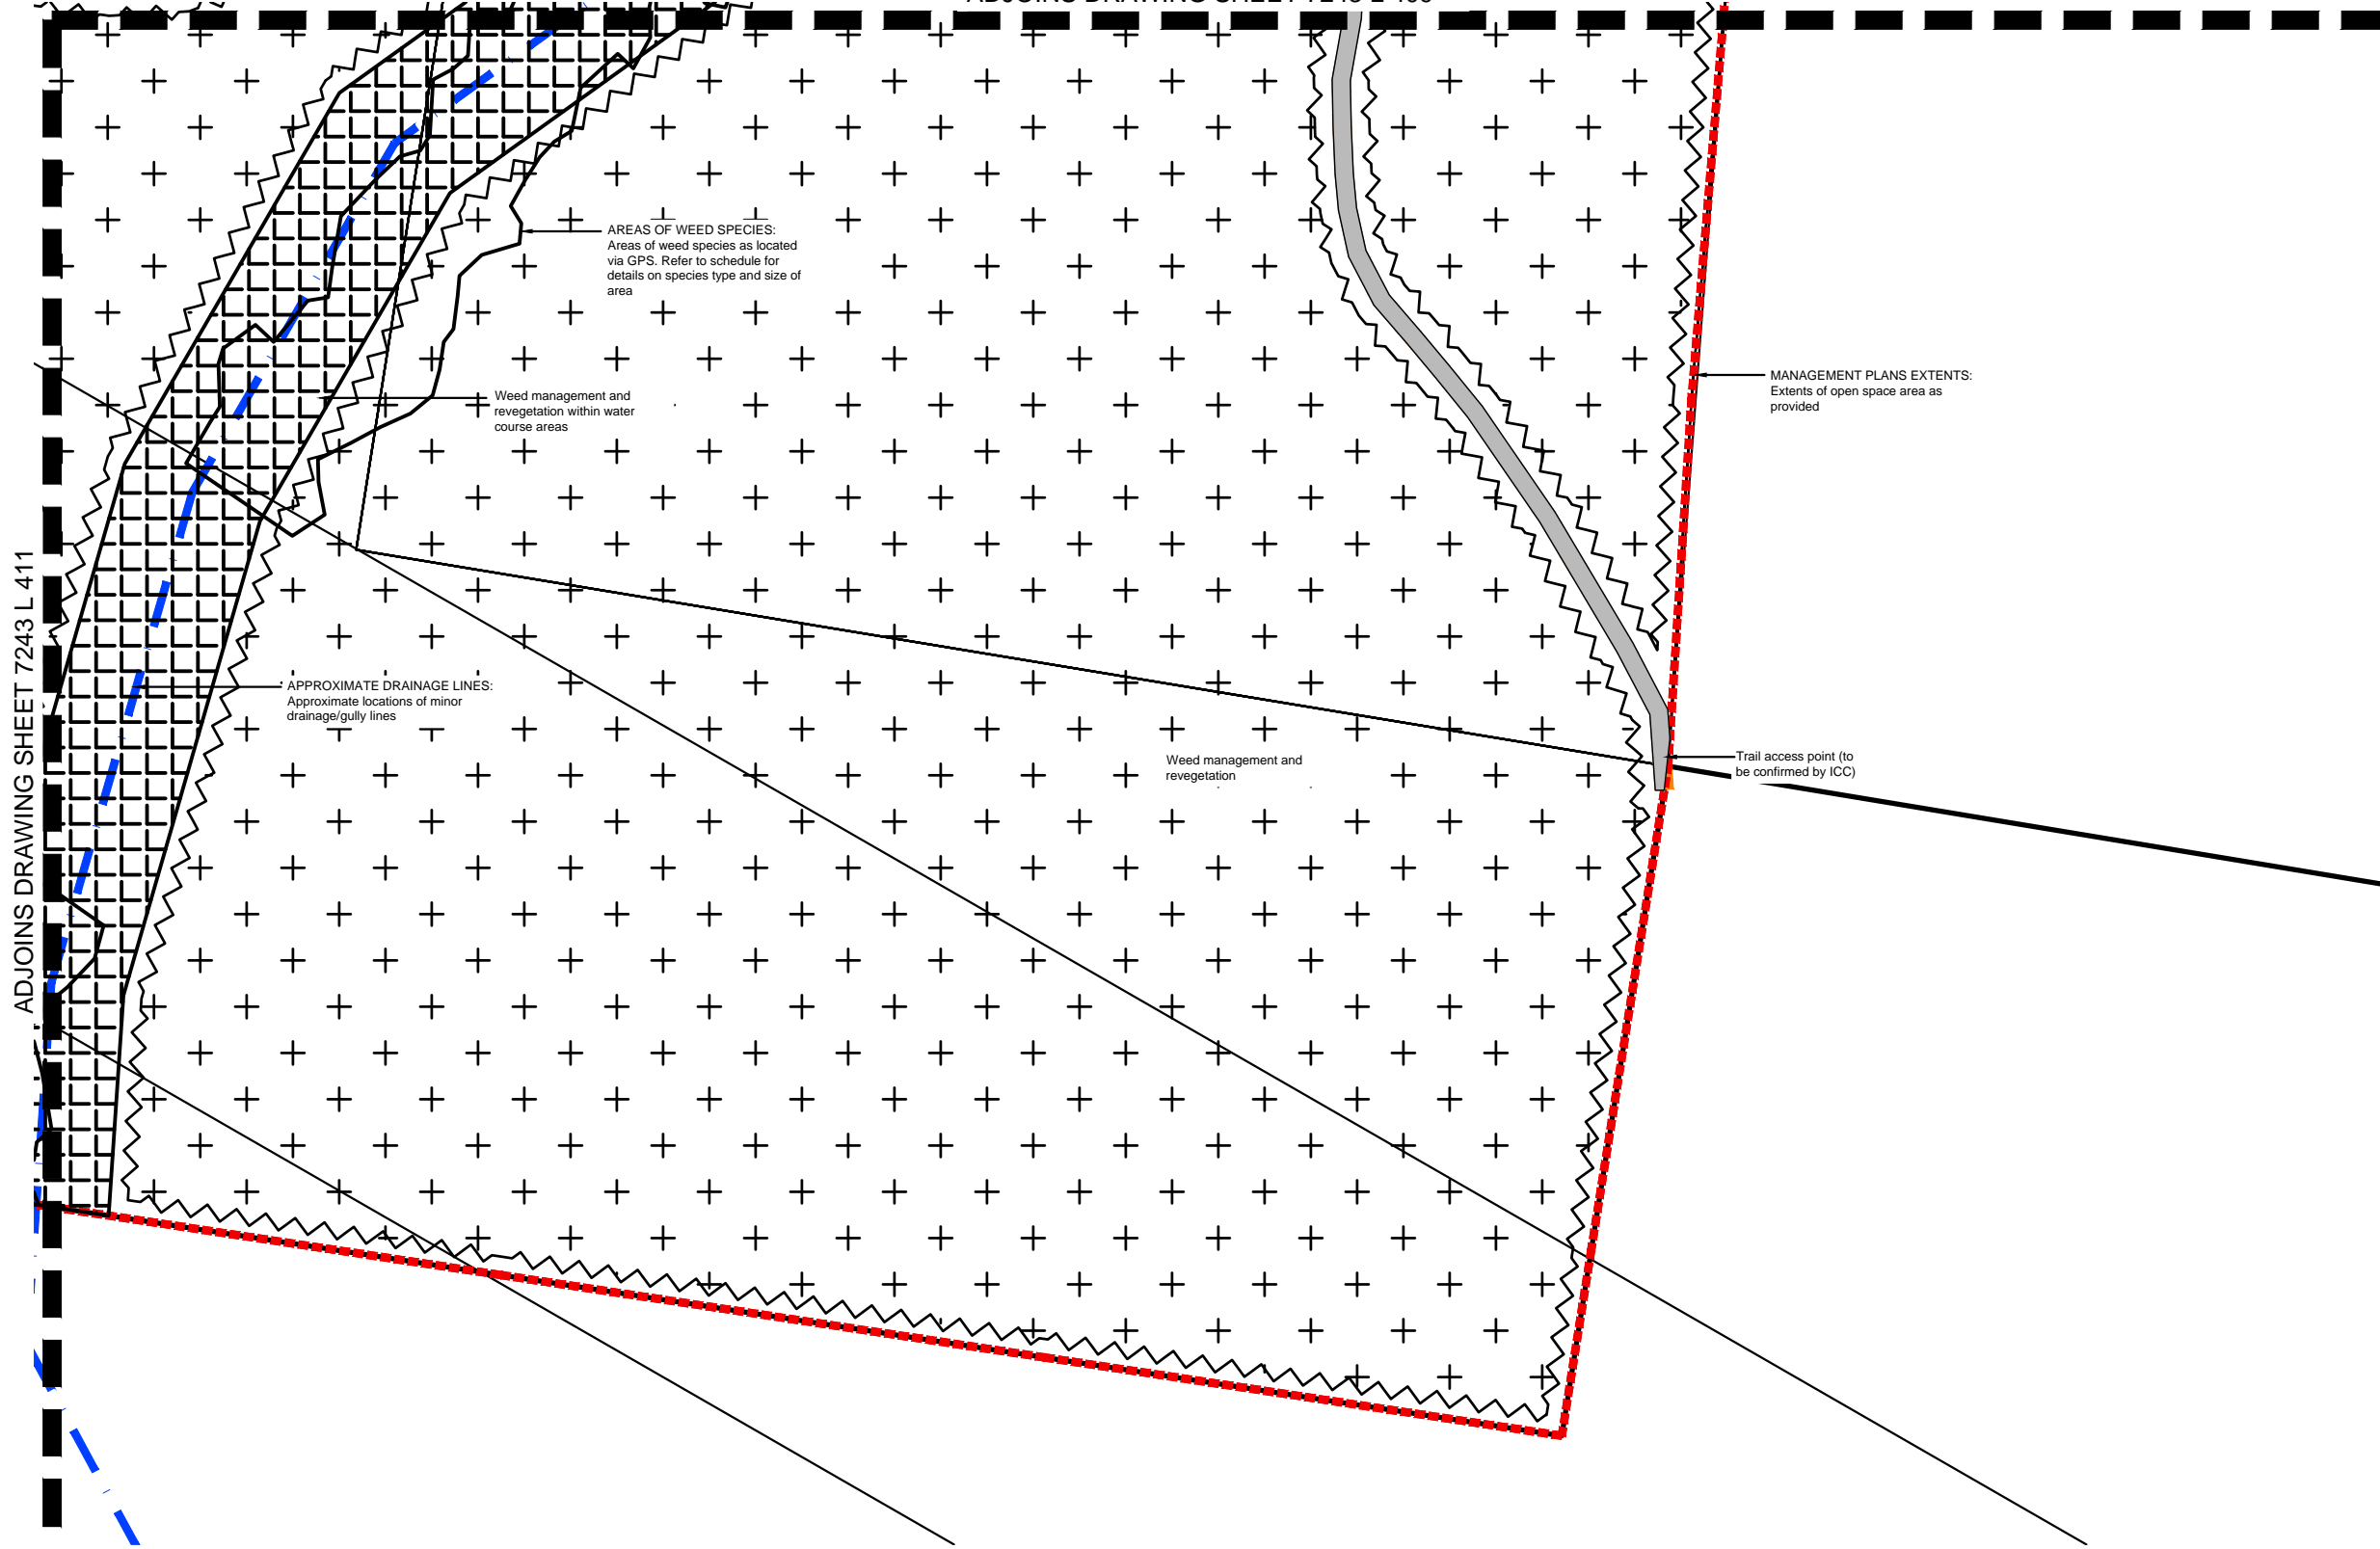 AREAS OF WEED SPECIES:
Areas of weed species as located
via GPS. Refer to schedule for
details on species type and size of
area
MANAGEMENT PLANS EXTENTS:
Extents of open space area as
provided
Weed management and
revegetation within water
course areas
ADJOINS DRAWING SHEET 7243 L 411
APPROXIMATE DRAINAGE LINES:
Approximate locations of minor
drainage/gully lines
Weed management and
revegetation
Trail access point (to
be confirmed by ICC)